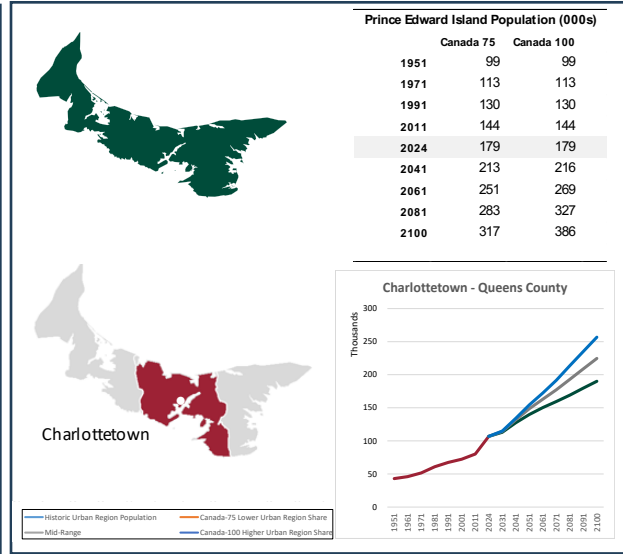 Prince Edward Island Population (000s)
Canada 75 Canada 100
1951 99 99
1971 113 113
1991 130 130
2011 144 144
2024 179 179
2041 213 216
2061 251 269
2081 283 327
2100 317 386
Charlottetown
Charlottetown - Queens County
Thousands
300
250
200
150
100
50
0
1951 1961 1971 1981 1991 2001 2011 2024 2031 2041 2051 2061 2071 2081 2091 2100
Historic Urban Region Population Canada-75 Lower Urban Region Share
Mid-Range Canada-100 Higher Urban Region Share